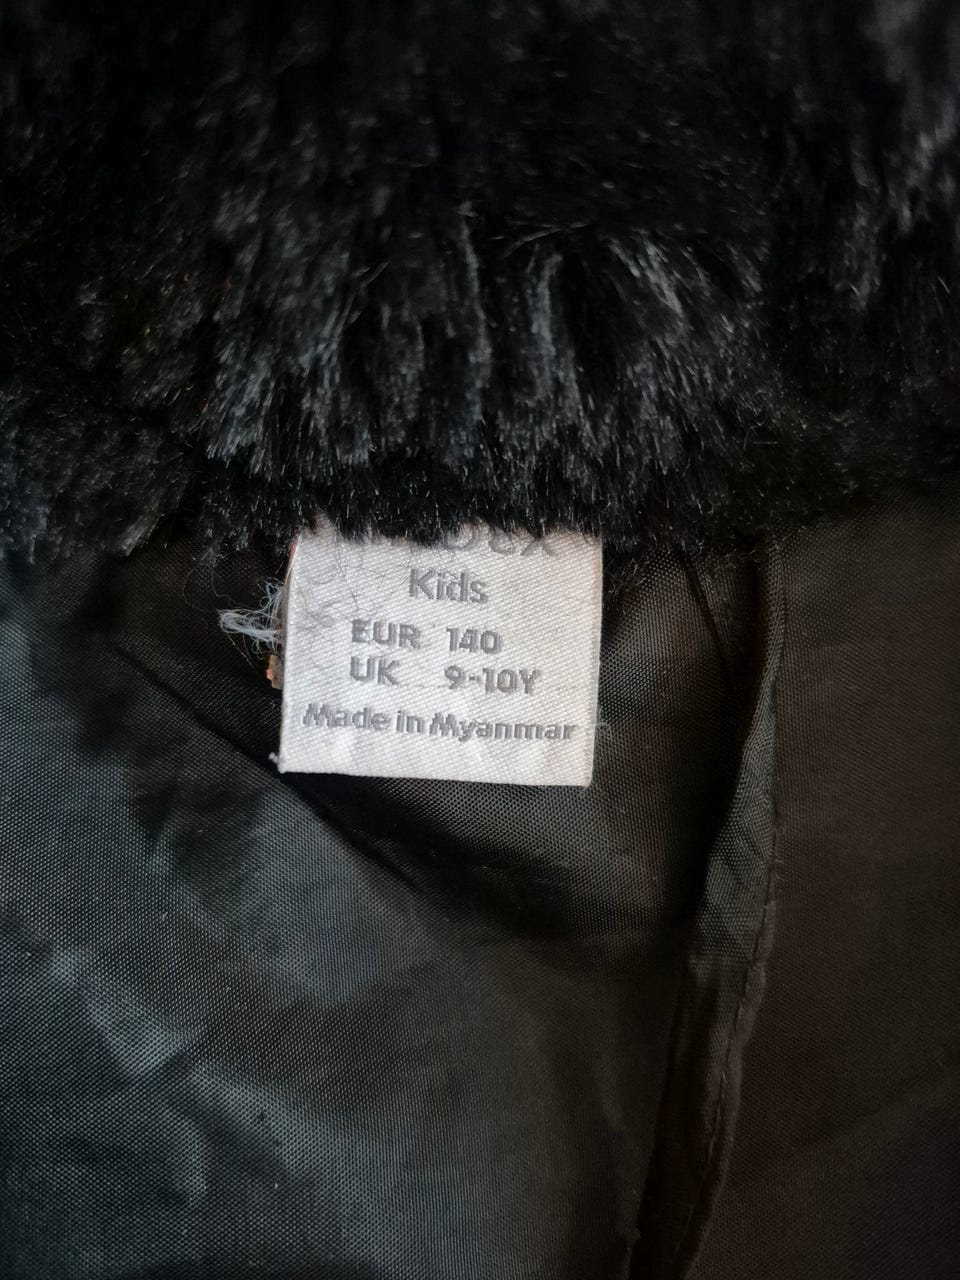 Kids
EUR 140
UK 9-10Y
Made in Myanmar